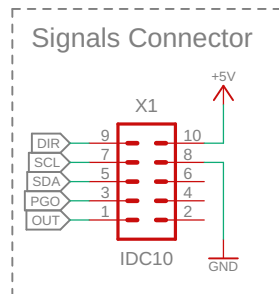 Signals Connector
+5V
X1
DIR 9 10
SCL 7 8
SDA 5 6
PGO 3 4
OUT 1 2
IDC10
GND